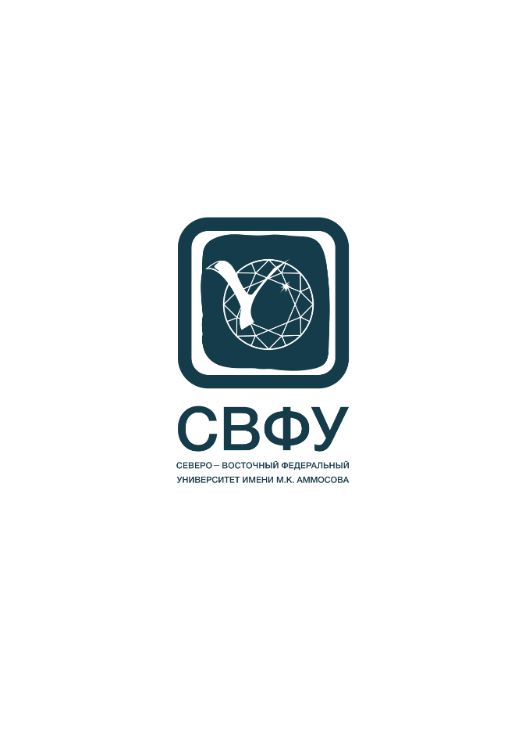 СВФУ
СЕВЕРО – ВОСТОЧНЫЙ ФЕДЕРАЛЬНЫЙ
УНИВЕРСИТЕТ ИМЕНИ М.К. АММОСОВА